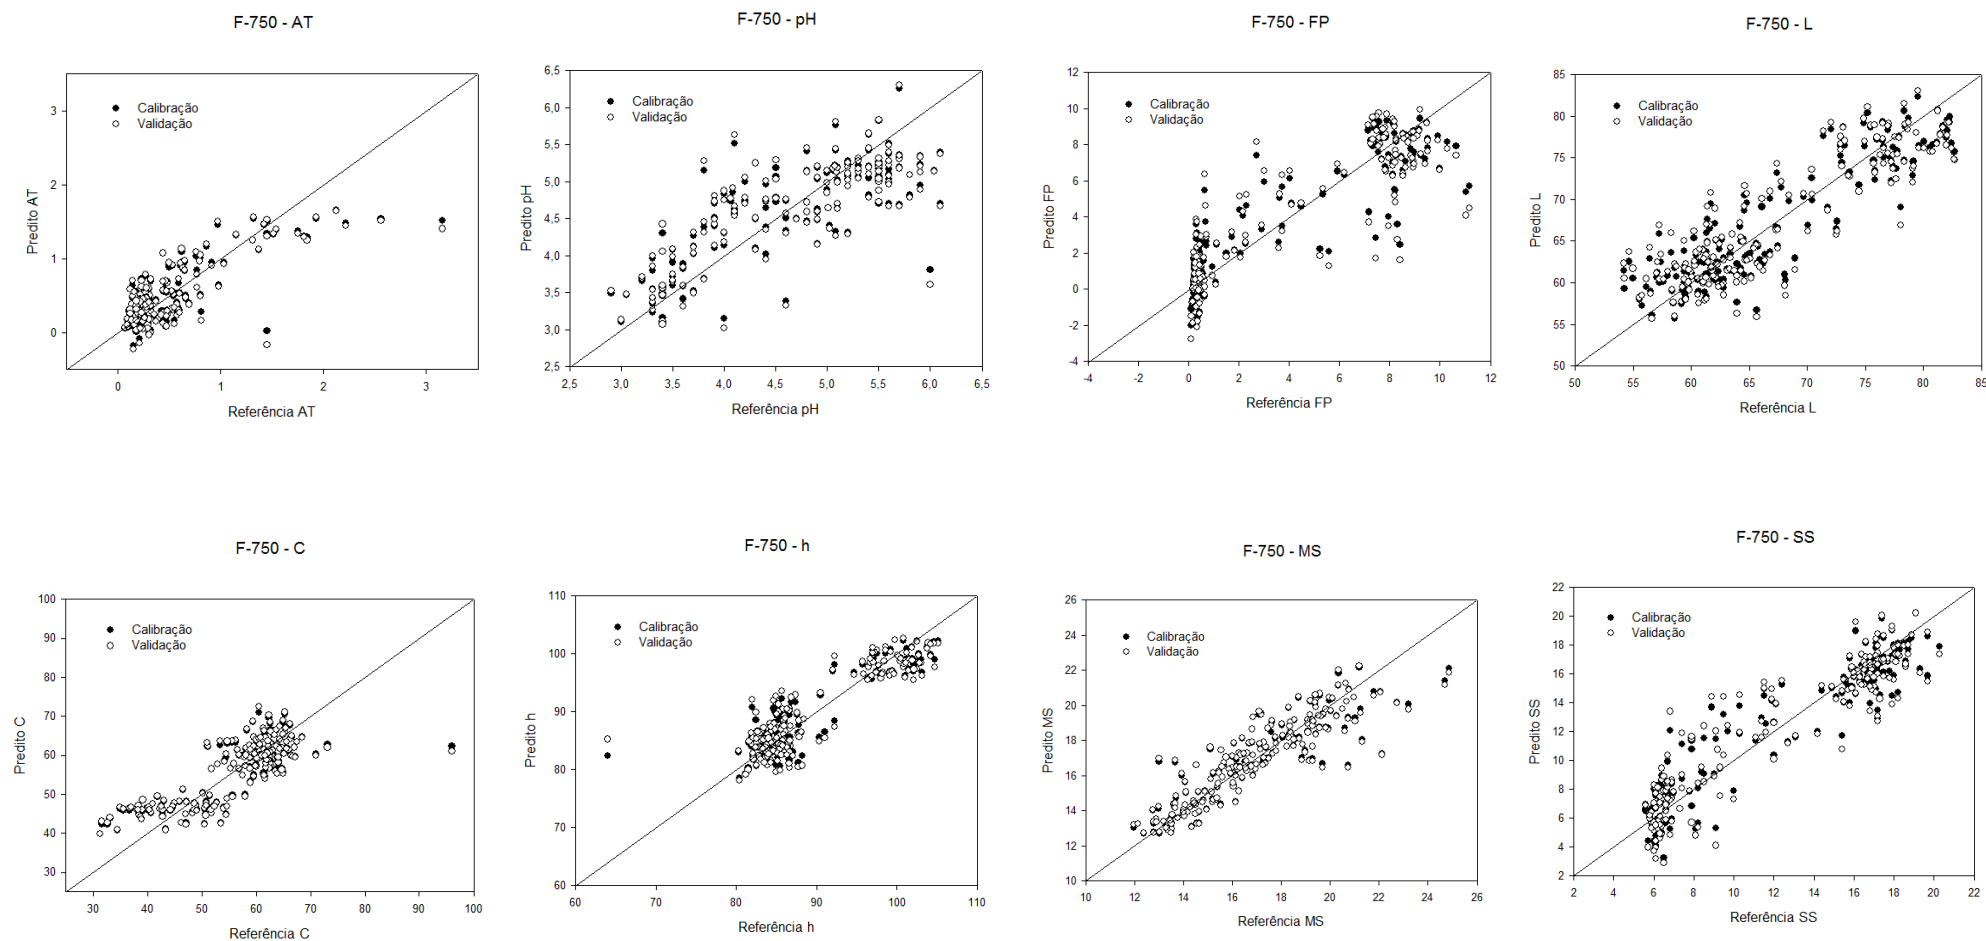 F-750 - AT
Predito AT
3
2
1
0
Calibração
Validação
0 1 2 3
Referência AT
F-750 - pH
Predito pH
6,5
6,0
5,5
5,0
4,5
4,0
3,5
3,0
2,5
Calibração
Validação
2,5 3,0 3,5 4,0 4,5 5,0 5,5 6,0 6,5
Referência pH
F-750 - FP
Predito FP
12
10
8
6
4
2
0
-2
-4
Calibração
Validação
-4 -2 0 2 4 6 8 10 12
Referência FP
F-750 - L
Predito L
85
80
75
70
65
60
55
50
Calibração
Validação
50 55 60 65 70 75 80 85
Referência L
F-750 - C
Predito C
100
90
80
70
60
50
40
30
Calibração
Validação
30 40 50 60 70 80 90 100
Referência C
F-750 - h
Predito h
110
100
90
80
70
60
Calibração
Validação
60 70 80 90 100 110
Referência h
F-750 - MS
Predito MS
26
24
22
20
18
16
14
12
10
Calibração
Validação
10 12 14 16 18 20 22 24 26
Referência MS
F-750 - SS
Predito SS
22
20
18
16
14
12
10
8
6
4
2
Calibração
Validação
2 4 6 8 10 12 14 16 18 20 22
Referência SS